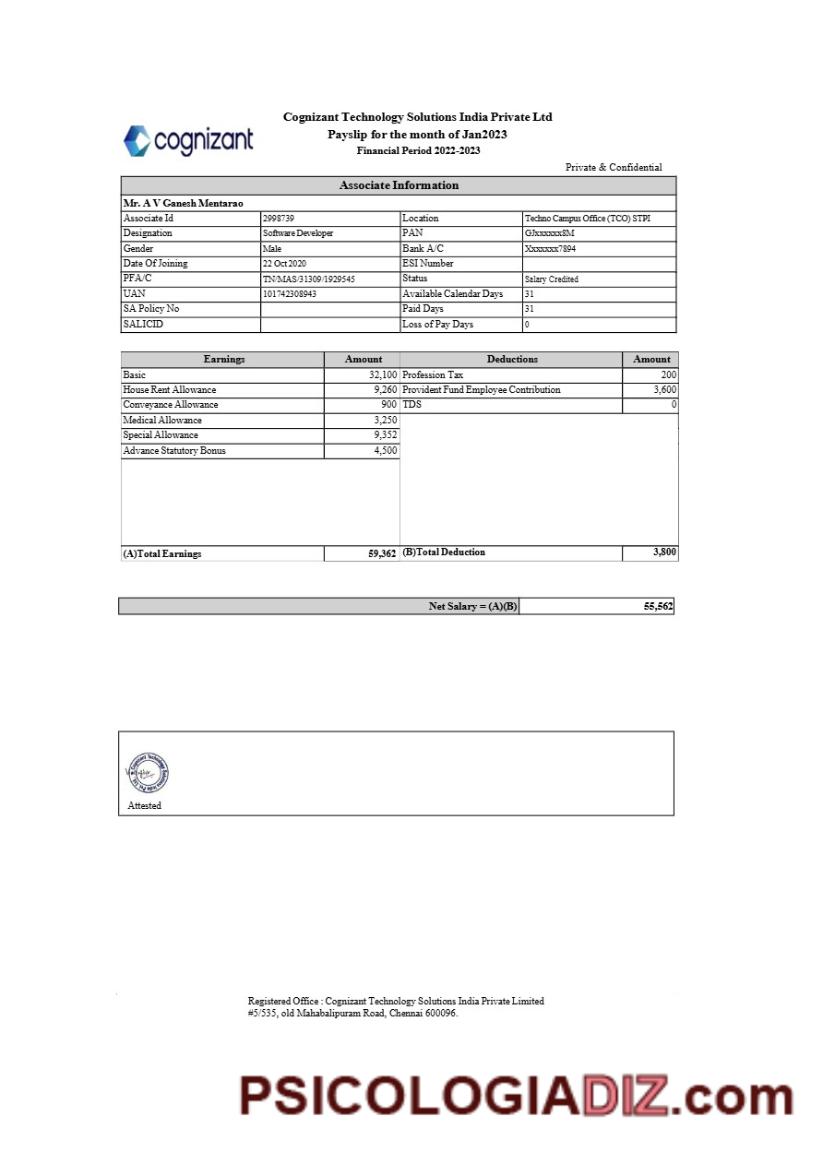 Cognizant Technology Solutions India Private Ltd
cognizant
Payslip for the month of Jan2023
Financial Period 2022-2023
Private & Confidential
Associate Information
Mr. A V Ganesh Mentarao
Associate Id 2998739 Location Techno Campus Office (TCO) STPI
Designation Software Developer PAN GJxxxxxx8M
Gender Male Bank A/C Xxxxxxx7894
Date Of Joining 22 Oct 2020 ESI Number
PFA/C TN/MAS/31309/1929545 Status Salary Credited
UAN 101742308943 Available Calendar Days 31
SA Policy No Paid Days 31
SALICID Loss of Pay Days 0
Earnings Amount Deductions Amount
Basic 32,100 Profession Tax 200
House Rent Allowance 9,260 Provident Fund Employee Contribution 3,600
Conveyance Allowance 900 TDS 0
Medical Allowance 3,250
Special Allowance 9,352
Advance Statutory Bonus 4,500
(A)Total Earnings 59,362 (B)Total Deduction 3,800
Net Salary = (A)(B) 55,562
Cognizant Technology Solutions India Pvt. Ltd.
Attested
Registered Office : Cognizant Technology Solutions India Private Limited
#5/535, old Mahabalipuram Road, Chennai 600096.
PSICOLOGIADIZ.com